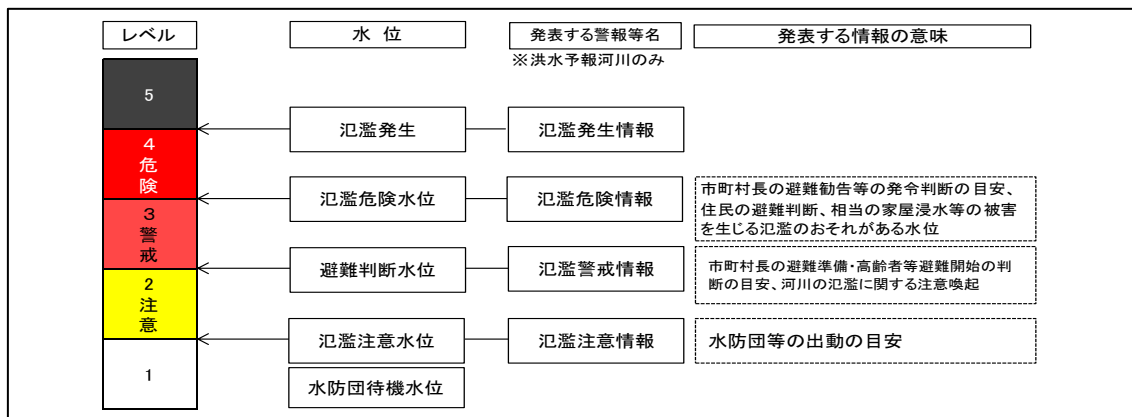 レベル
水 位
発表する警報等名
発表する情報の意味
※洪水予報河川のみ
5
氾濫発生
氾濫発生情報
4
危
険
氾濫危険水位
氾濫危険情報
市町村長の避難勧告等の発令判断の目安、
住民の避難判断、相当の家屋浸水等の被害
を生じる氾濫のおそれがある水位
3
警
戒
避難判断水位
氾濫警戒情報
市町村長の避難準備・高齢者等避難開始の判
断の目安、河川の氾濫に関する注意喚起
2
注
意
氾濫注意水位
氾濫注意情報
水防団等の出動の目安
1
水防団待機水位